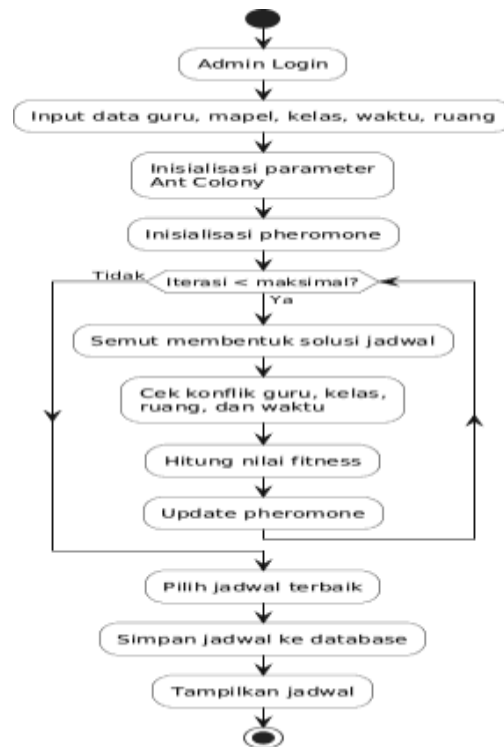 Admin Login
Input data guru, mapel, kelas, waktu, ruang
Inisialisasi parameter
Ant Colony
Inisialisasi pheromone
Tidak
Iterasi < maksimal?
Ya
Semut membentuk solusi jadwal
Cek konflik guru, kelas,
ruang, dan waktu
Hitung nilai fitness
Update pheromone
Pilih jadwal terbaik
Simpan jadwal ke database
Tampilkan jadwal